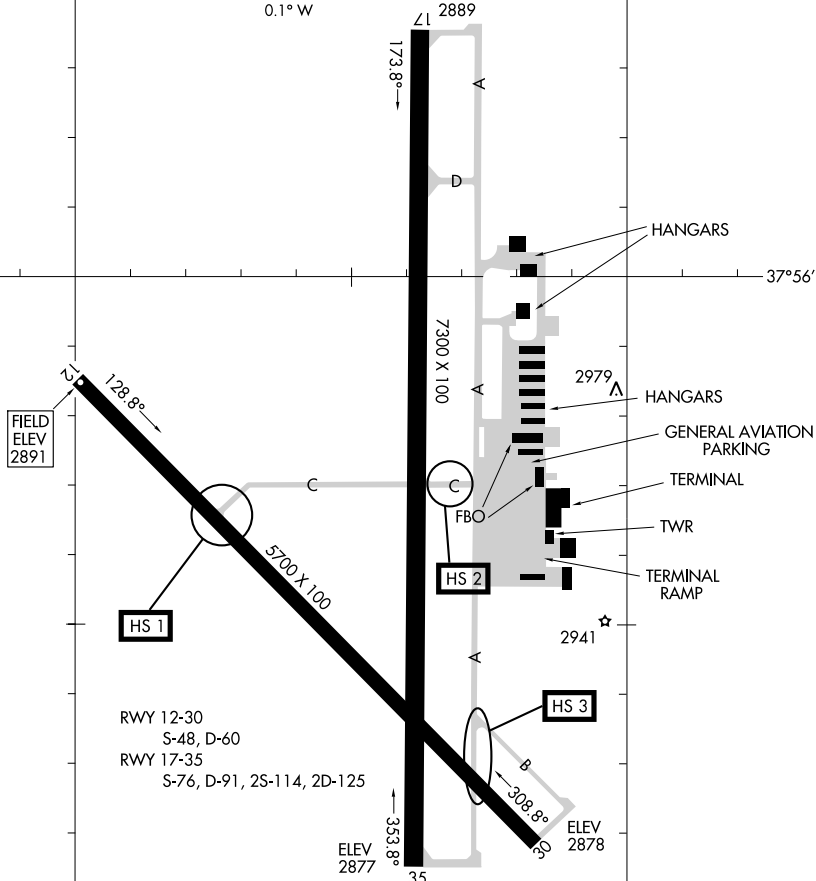 0.1° W
17
2889
173.8°
A
D
HANGARS
37°56'
7300 X 100
A
2979
12
128.8°
HANGARS
FIELD
ELEV
2891
GENERAL AVIATION
PARKING
C
C
TERMINAL
FBO
TWR
5700 X 100
HS 2
TERMINAL
RAMP
HS 1
2941
A
HS 3
RWY 12-30
S-48, D-60
RWY 17-35
S-76, D-91, 2S-114, 2D-125
B
308.8°
353.8°
ELEV
2878
30
ELEV
2877
35